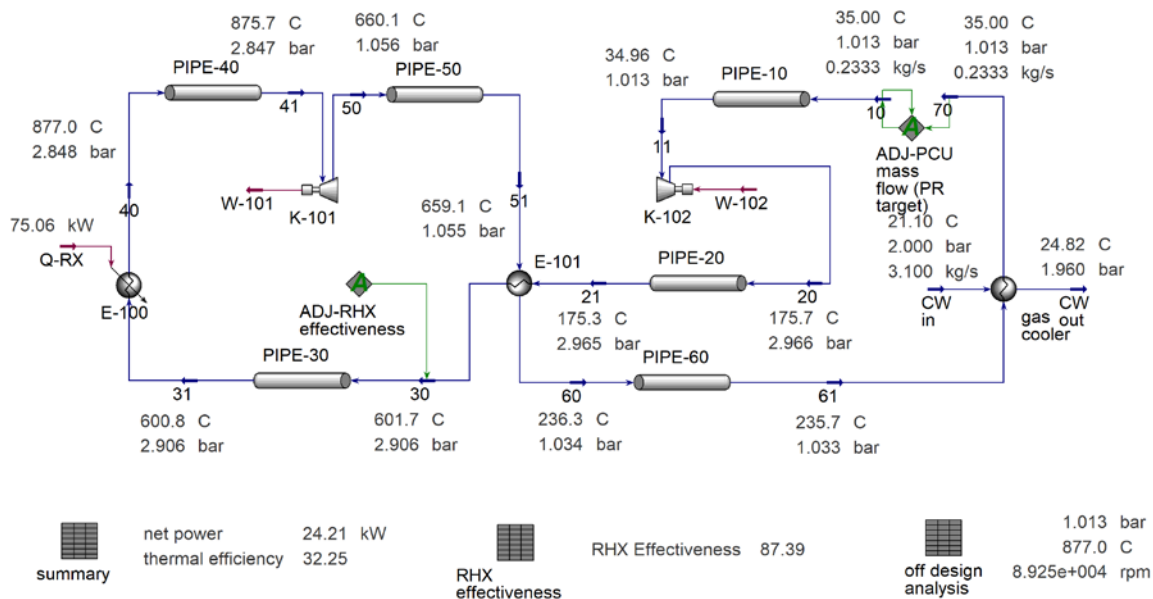 875.7 C
2.847 bar
660.1 C
1.056 bar
35.00 C
1.013 bar
0.2333 kg/s
35.00 C
1.013 bar
0.2333 kg/s
34.96 C
1.013 bar
PIPE-40
PIPE-50
PIPE-10
41
50
10
70
877.0 C
2.848 bar
11
ADJ-PCU
mass
flow (PR
target)
W-101
K-101
51
K-102
W-102
40
659.1 C
1.055 bar
21.10 C
2.000 bar
3.100 kg/s
24.82 C
1.960 bar
75.06 kW
Q-RX
E-100
E-101
PIPE-20
21
20
ADJ-RHX
effectiveness
CW
in
gas
cooler
CW
out
175.3 C
2.965 bar
175.7 C
2.966 bar
PIPE-30
PIPE-60
31
30
60
61
600.8 C
2.906 bar
601.7 C
2.906 bar
236.3 C
1.034 bar
235.7 C
1.033 bar
net power 24.21 kW
thermal efficiency 32.25
summary
RHX Effectiveness 87.39
RHX
effectiveness
1.013 bar
877.0 C
8.925e+004 rpm
off design
analysis